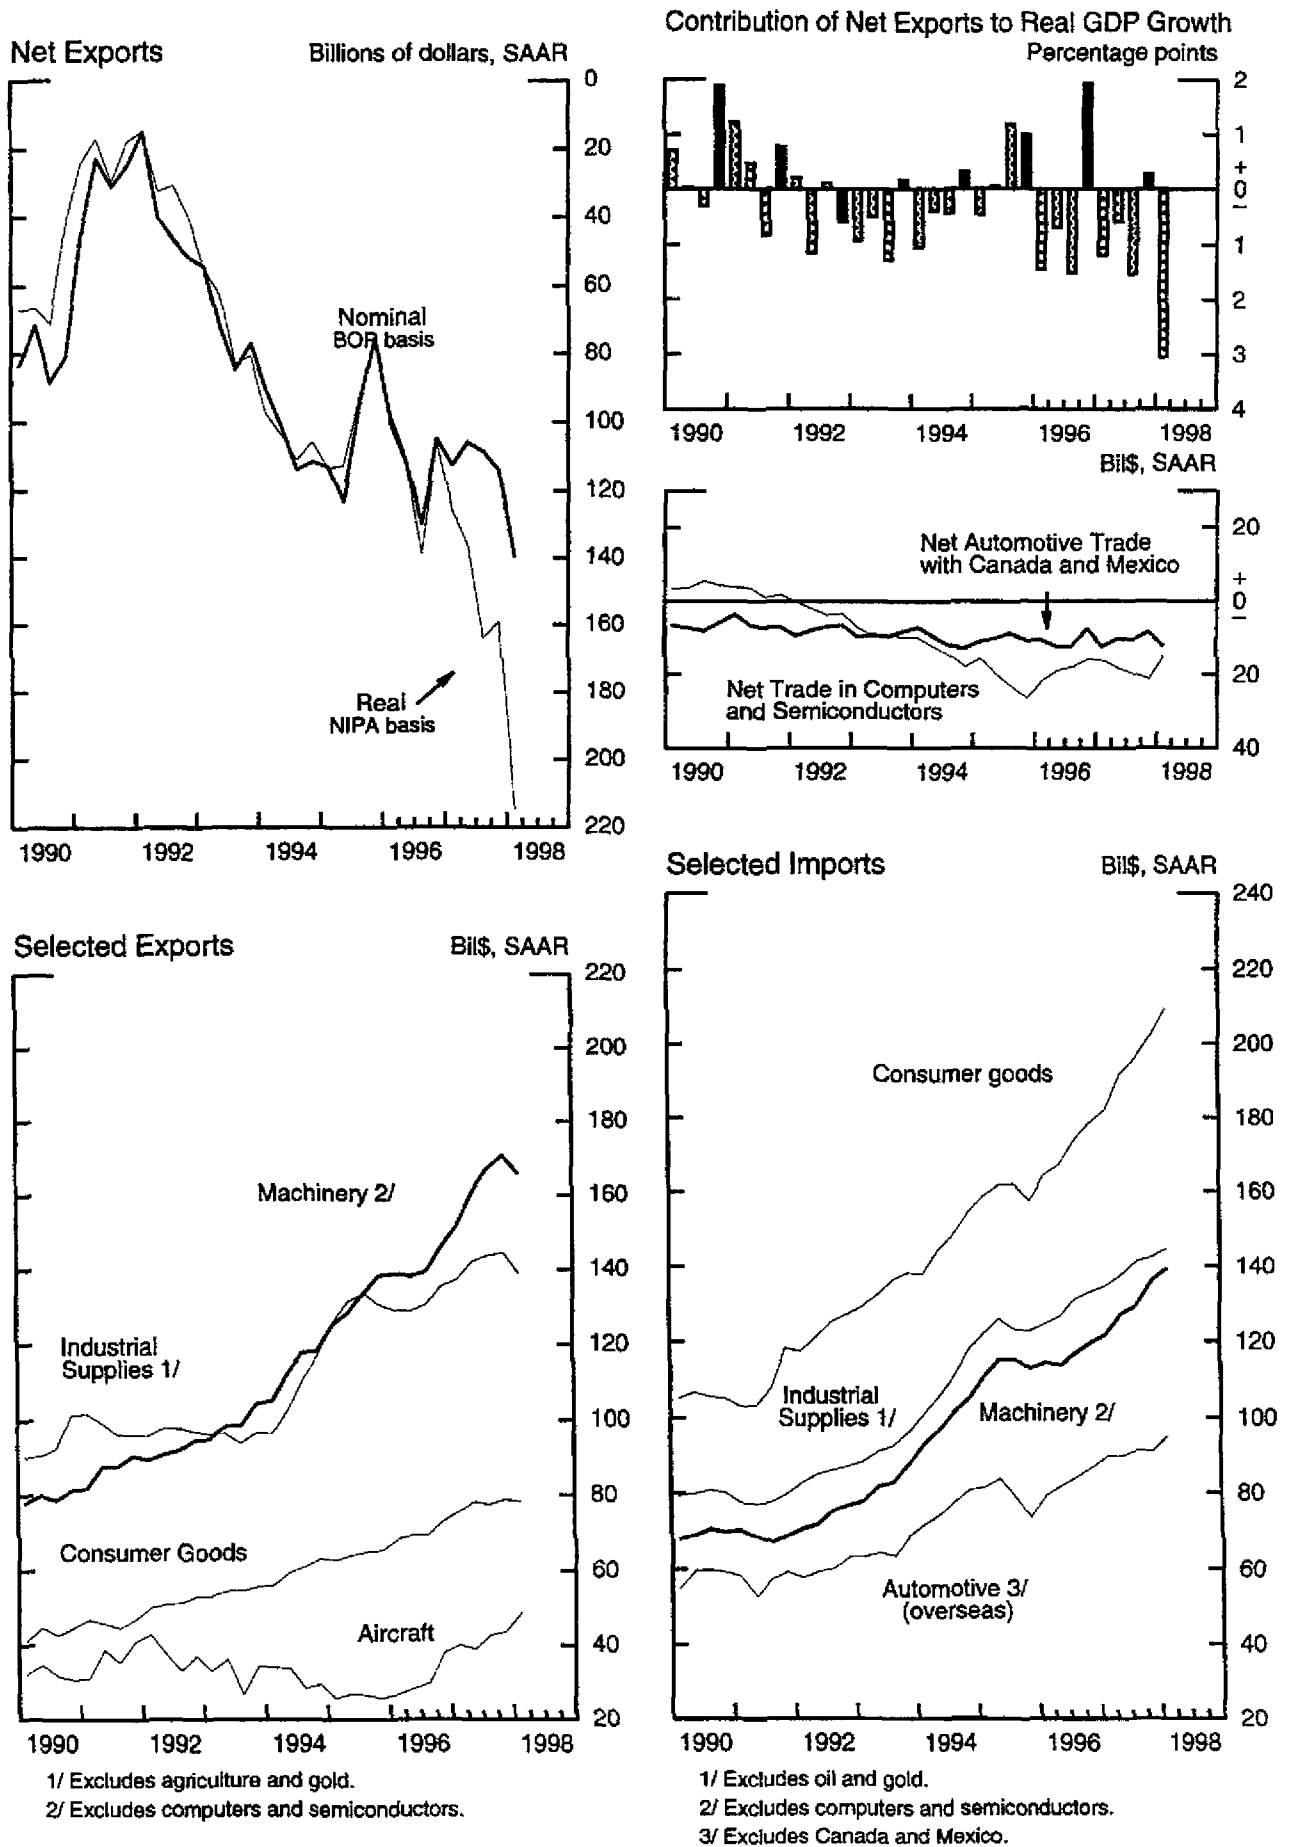 Net Exports
Billions of dollars, SAAR
0
20
40
60
80
100
120
140
160
180
200
220
Nominal
BOP basis
Real
NIPA basis
1990 1992 1994 1996 1998
Contribution of Net Exports to Real GDP Growth
Percentage points
2
1
+
0
−
1
2
3
4
1990 1992 1994 1996 1998
Bil$, SAAR
20
+
0
−
20
40
Net Automotive Trade
with Canada and Mexico
Net Trade in Computers
and Semiconductors
1990 1992 1994 1996 1998
Selected Exports
Bil$, SAAR
220
200
180
160
140
120
100
80
60
40
20
Machinery 2/
Industrial
Supplies 1/
Consumer Goods
Aircraft
1990 1992 1994 1996 1998
1/ Excludes agriculture and gold.
2/ Excludes computers and semiconductors.
Selected Imports
Bil$, SAAR
240
220
200
180
160
140
120
100
80
60
40
20
Consumer goods
Industrial
Supplies 1/
Machinery 2/
Automotive 3/
(overseas)
1990 1992 1994 1996 1998
1/ Excludes oil and gold.
2/ Excludes computers and semiconductors.
3/ Excludes Canada and Mexico.